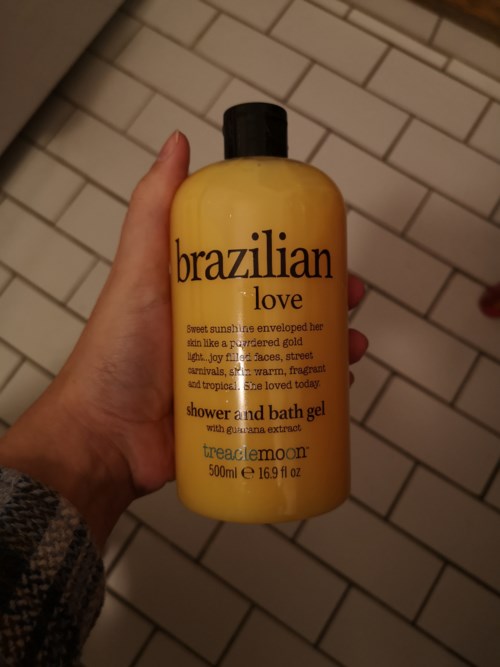 brazilian
love
Sweet sunshine enveloped her
skin like a powdered gold
light...joy filled faces, street
carnivals, skin warm, fragrant
and tropical. She loved today.
shower and bath gel
with guarana extract
treaclemoon™
500ml ℮ 16.9 fl oz